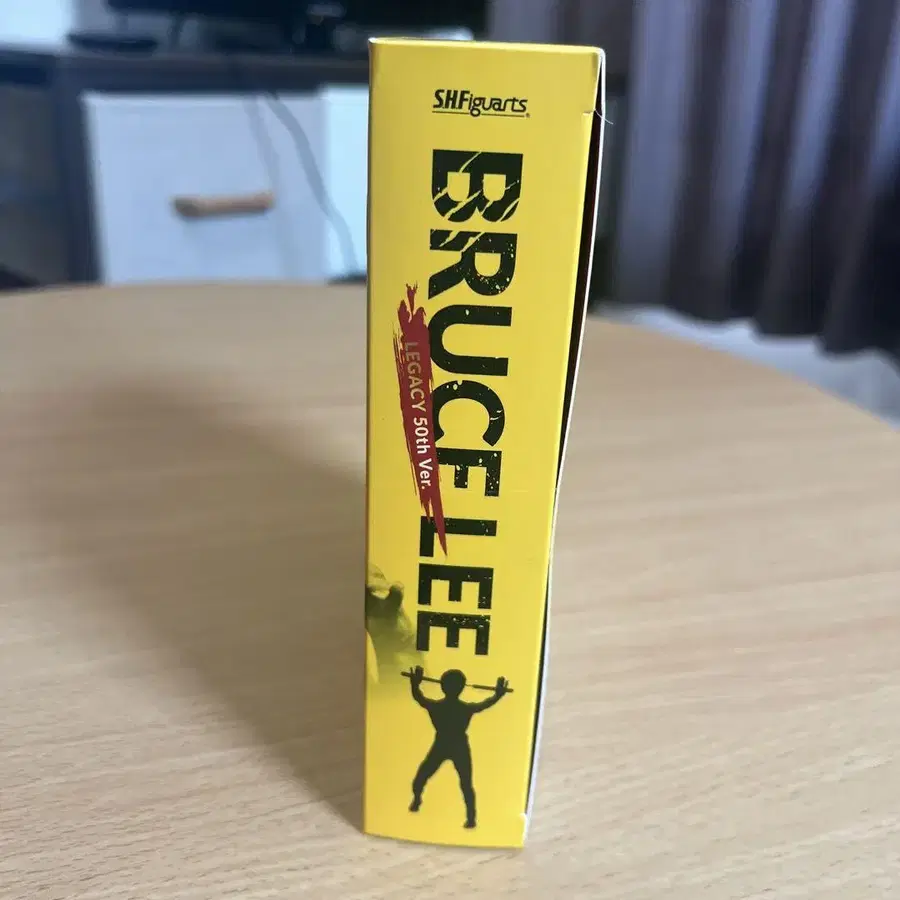 S.H.Figuarts
BRUCE LEE
LEGACY 50th Ver.